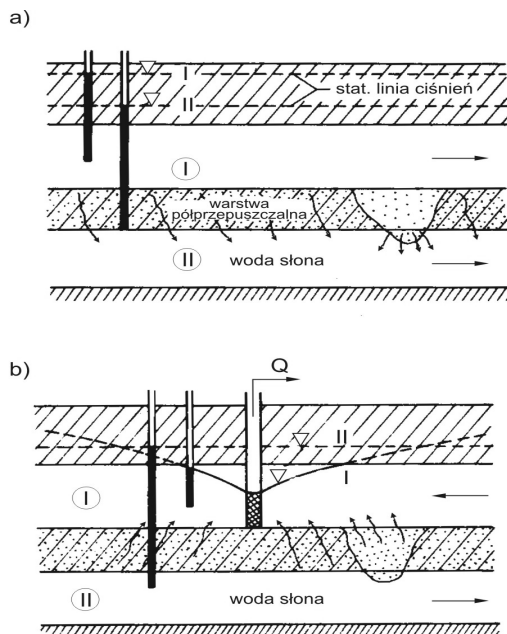 a)
I
stat. linia ciśnień
II
I
warstwa
półprzepuszczalna
II
woda słona
b)
Q
II
I
I
II
woda słona